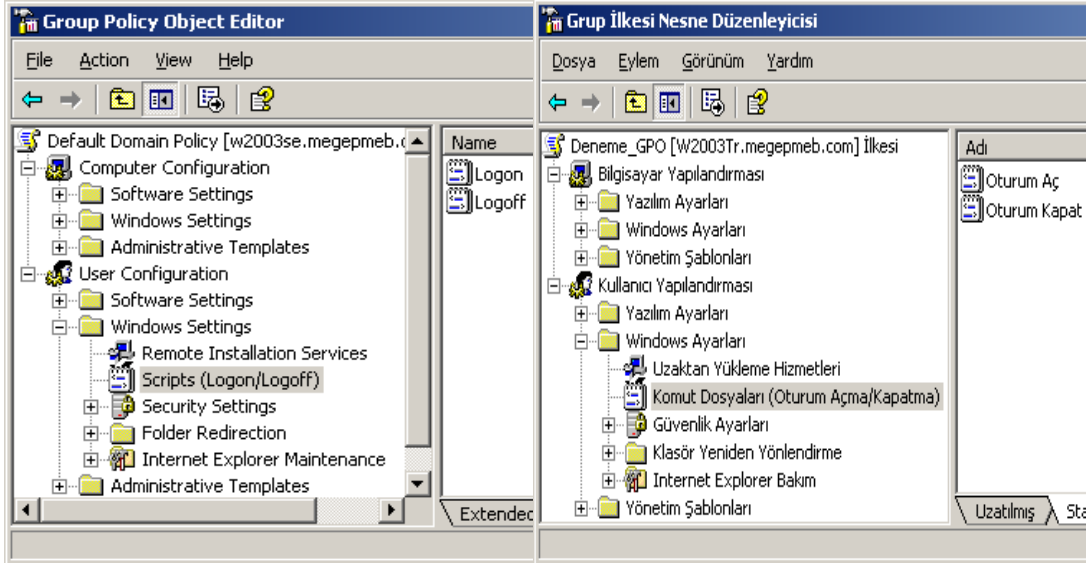 Group Policy Object Editor
File Action View Help
Default Domain Policy [w2003se.megepmeb.c
Computer Configuration
Software Settings
Windows Settings
Administrative Templates
User Configuration
Software Settings
Windows Settings
Remote Installation Services
Scripts (Logon/Logoff)
Security Settings
Folder Redirection
Internet Explorer Maintenance
Administrative Templates
Name
Logon
Logoff
Extended
Grup İlkesi Nesne Düzenleyicisi
Dosya Eylem Görünüm Yardım
Deneme_GPO [W2003Tr.megepmeb.com] İlkesi
Bilgisayar Yapılandırması
Yazılım Ayarları
Windows Ayarları
Yönetim Şablonları
Kullanıcı Yapılandırması
Yazılım Ayarları
Windows Ayarları
Uzaktan Yükleme Hizmetleri
Komut Dosyaları (Oturum Açma/Kapatma)
Güvenlik Ayarları
Klasör Yeniden Yönlendirme
Internet Explorer Bakım
Yönetim Şablonları
Adı
Oturum Aç
Oturum Kapat
Uzatılmış Sta